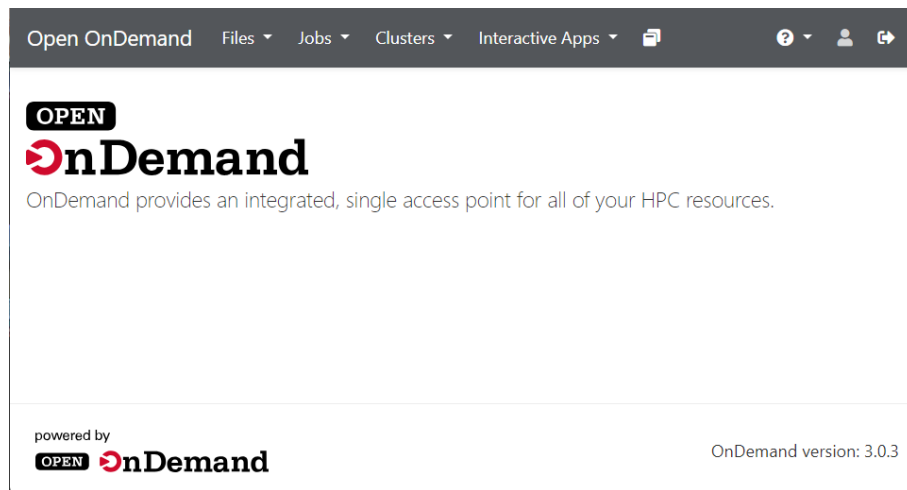 Open OnDemand Files Jobs Clusters Interactive Apps
OPEN
OnDemand
OnDemand provides an integrated, single access point for all of your HPC resources.
powered by
OPEN OnDemand
OnDemand version: 3.0.3